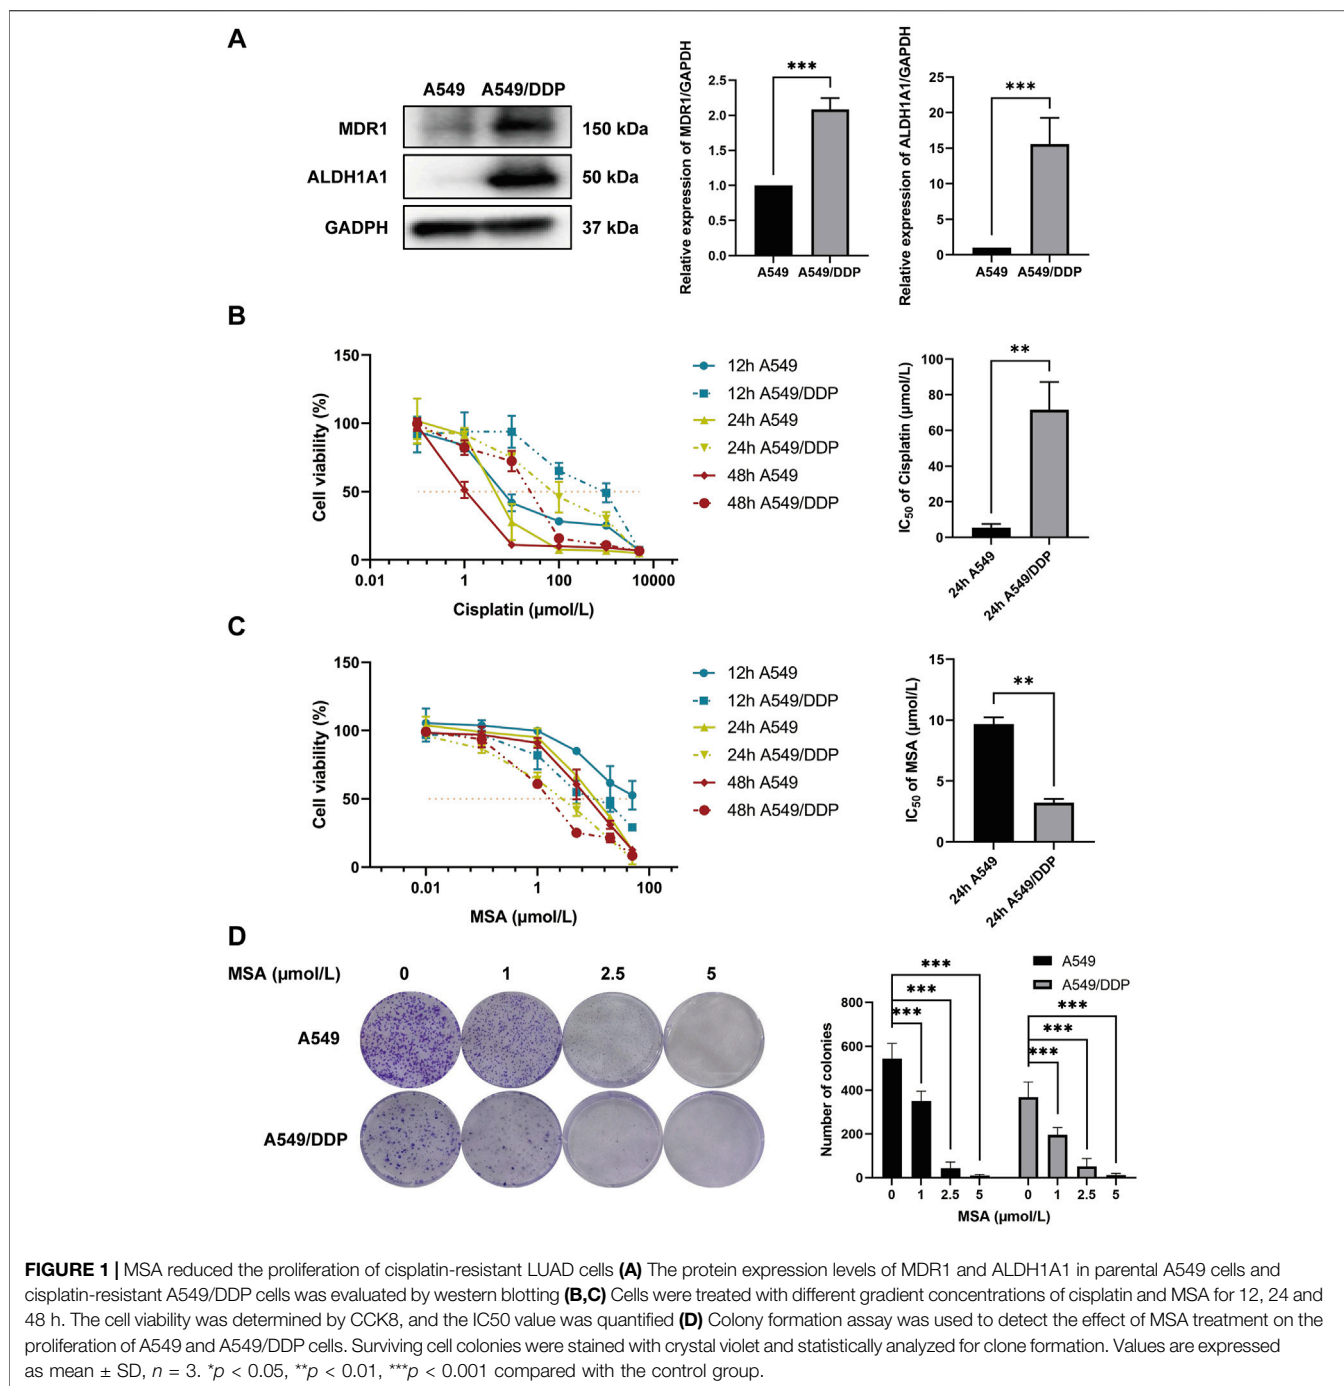 A
A549 A549/DDP
MDR1 150 kDa
ALDH1A1 50 kDa
GADPH 37 kDa
Relative expression of MDR1/GAPDH
2.5
2.0
1.5
1.0
0.5
0.0
***
A549 A549/DDP
Relative expression of ALDH1A1/GAPDH
25
20
15
10
5
0
***
A549 A549/DDP
B
Cell viability (%)
150
100
50
0
0.01 1 100 10000
Cisplatin (µmol/L)
12h A549
12h A549/DDP
24h A549
24h A549/DDP
48h A549
48h A549/DDP
IC50 of Cisplatin (µmol/L)
100
80
60
40
20
0
**
24h A549
24h A549/DDP
C
Cell viability (%)
150
100
50
0
0.01 1 100
MSA (µmol/L)
12h A549
12h A549/DDP
24h A549
24h A549/DDP
48h A549
48h A549/DDP
IC50 of MSA (µmol/L)
15
10
5
0
**
24h A549
24h A549/DDP
D
MSA (µmol/L) 0 1 2.5 5
A549
A549/DDP
Number of colonies
800
600
400
200
0
A549
A549/DDP
***
***
***
***
***
***
0 1 2.5 5 0 1 2.5 5
MSA (µmol/L)
FIGURE 1 | MSA reduced the proliferation of cisplatin-resistant LUAD cells (A) The protein expression levels of MDR1 and ALDH1A1 in parental A549 cells and
cisplatin-resistant A549/DDP cells was evaluated by western blotting (B,C) Cells were treated with different gradient concentrations of cisplatin and MSA for 12, 24 and
48 h. The cell viability was determined by CCK8, and the IC50 value was quantified (D) Colony formation assay was used to detect the effect of MSA treatment on the
proliferation of A549 and A549/DDP cells. Surviving cell colonies were stained with crystal violet and statistically analyzed for clone formation. Values are expressed
as mean ± SD, n = 3. *p < 0.05, **p < 0.01, ***p < 0.001 compared with the control group.